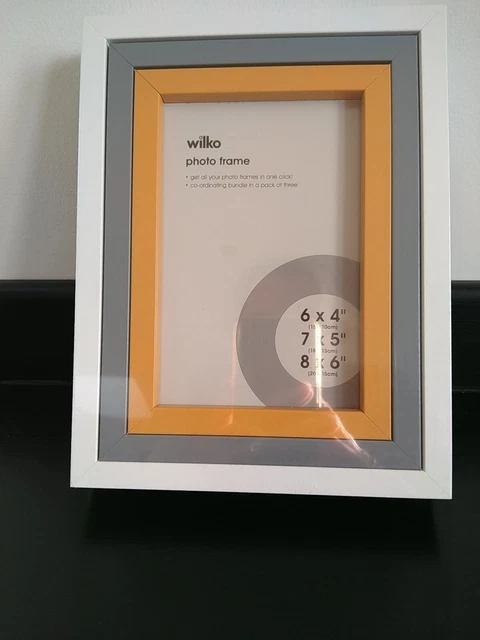 wilko
photo frame
• get all your photo frames in one click!
• co-ordinating bundle in a pack of three
6 x 4"
7 x 5"
8 x 6"